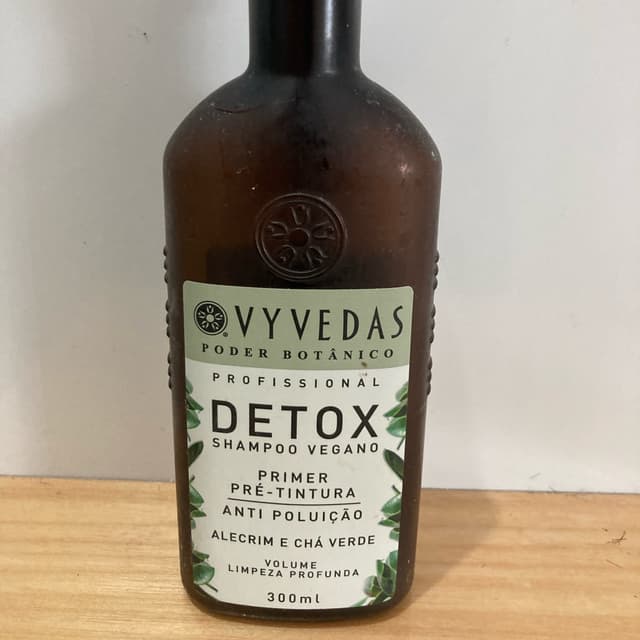 VYVEDAS
PODER BOTÂNICO
PROFISSIONAL
DETOX
SHAMPOO VEGANO
PRIMER
PRÉ-TINTURA
ANTI POLUIÇÃO
ALECRIM E CHÁ VERDE
VOLUME
LIMPEZA PROFUNDA
300ml